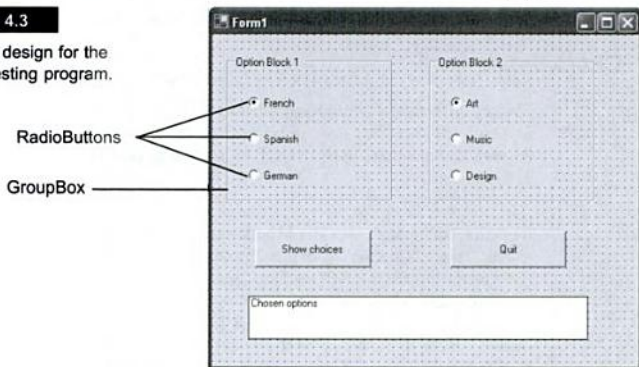 4.3
design for the
esting program.
RadioButtons
GroupBox
Form1
Option Block 1
French
Spanish
German
Option Block 2
Art
Music
Design
Show choices
Quit
Chosen options